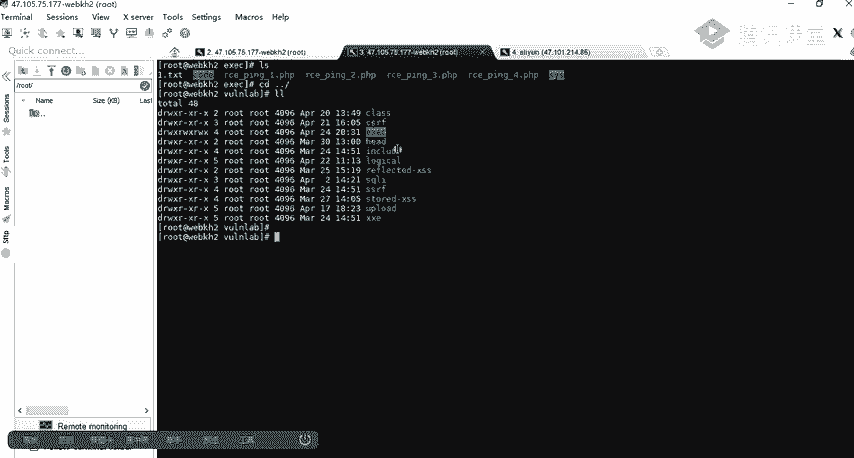 47.105.75.177-webkh2 (root)
Terminal Sessions View X server Tools Settings Macros Help
Quick connect...
2. 47.105.75.177-webkh2 (root)
3. 47.105.75.177-webkh2 (root)
4. aliyun (47.101.214.85)
/root/
Name Size (KB) Last
..
Sessions
Tools
Macros
Sftp
[root@webkh2 exec]# ls
1.txt rce_ping_1.php rce_ping_2.php rce_ping_3.php rce_ping_4.php
[root@webkh2 exec]# cd ../
[root@webkh2 vulnlab]# ll
total 48
drwxr-xr-x 2 root root 4096 Apr 20 13:49 class
drwxr-xr-x 3 root root 4096 Apr 21 16:05 csrf
drwxrwxrwx 4 root root 4096 Apr 24 20:31 exec
drwxr-xr-x 2 root root 4096 Mar 30 13:00 head
drwxr-xr-x 4 root root 4096 Mar 24 14:51 include
drwxr-xr-x 5 root root 4096 Apr 22 11:13 logical
drwxr-xr-x 2 root root 4096 Mar 25 15:19 reflected-xss
drwxr-xr-x 5 root root 4096 Apr 2 14:21 sqli
drwxr-xr-x 4 root root 4096 Mar 24 14:51 ssrf
drwxr-xr-x 4 root root 4096 Mar 27 14:05 stored-xss
drwxr-xr-x 5 root root 4096 Apr 17 18:23 upload
drwxr-xr-x 5 root root 4096 Mar 24 14:51 xxe
[root@webkh2 vulnlab]#
[root@webkh2 vulnlab]#
Remote monitoring